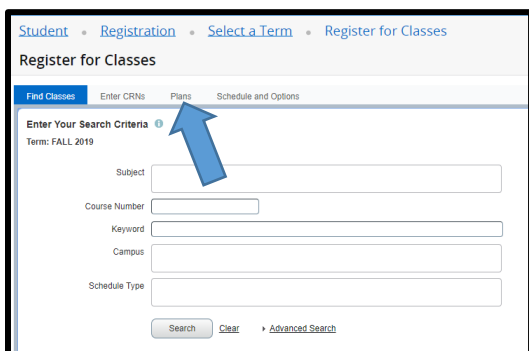 Student • Registration • Select a Term • Register for Classes
Register for Classes
Find Classes Enter CRNs Plans Schedule and Options
Enter Your Search Criteria
Term: FALL 2019
Subject
Course Number
Keyword
Campus
Schedule Type
Search Clear Advanced Search